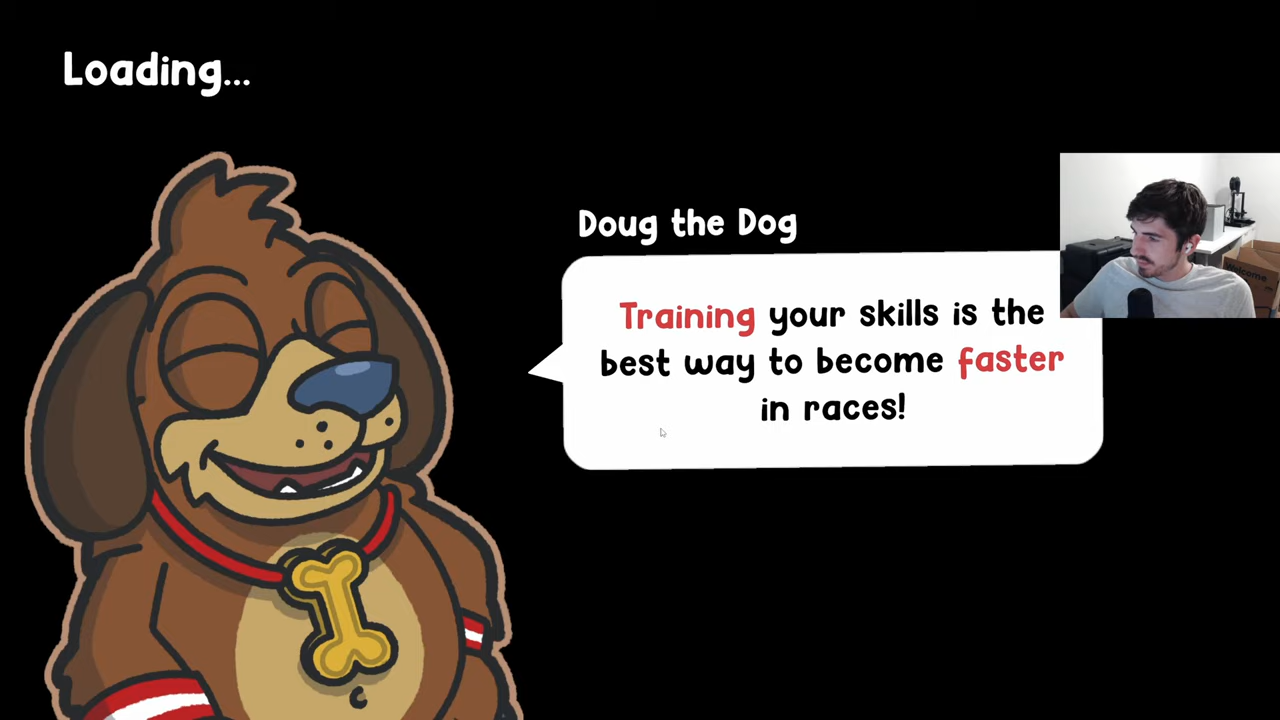 Loading...
Doug the Dog
Training your skills is the
best way to become faster
in races!